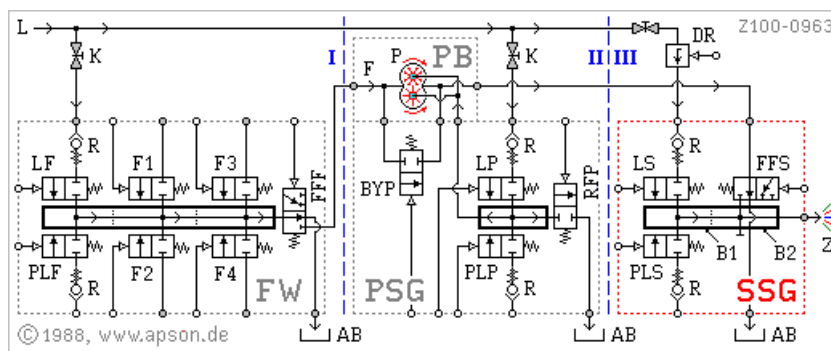 L Z100-0963
DR
K P PB K
I F II III
R R R
LF F1 F3 FFF LP RFP LS FFS
BYP
PLF F2 F4 PLP PLS B1 B2 Z
R R R
FW PSG SSG
© 1988, www.apson.de AB AB AB